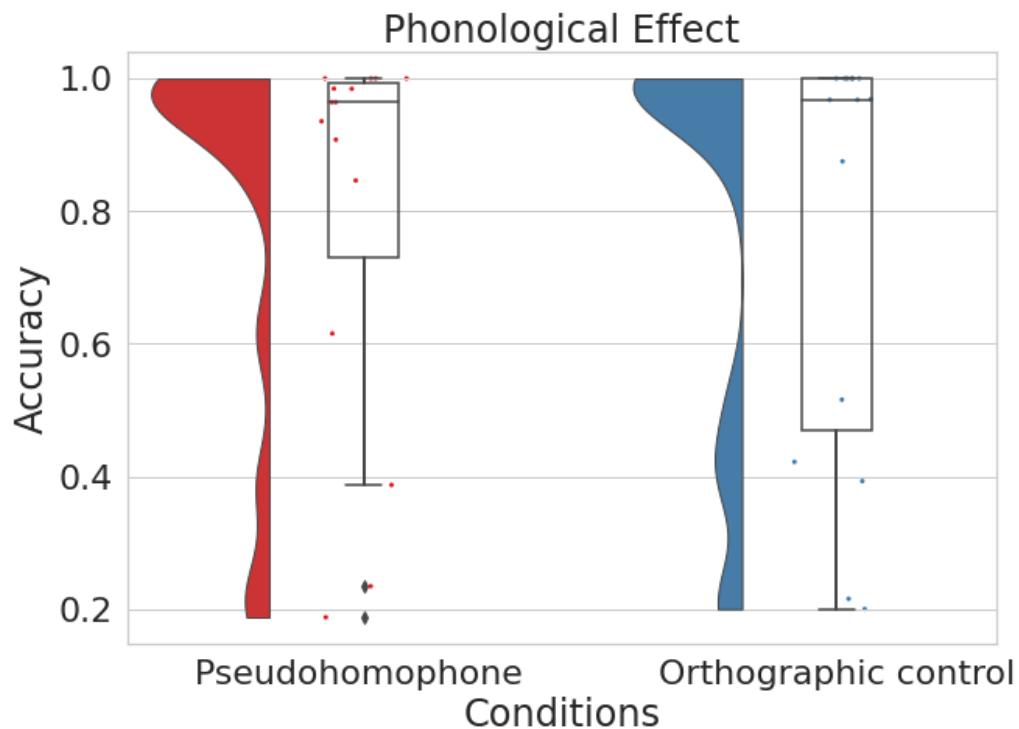 Phonological Effect
1.0
0.8
0.6
0.4
0.2
Accuracy
Pseudohomophone
Orthographic control
Conditions